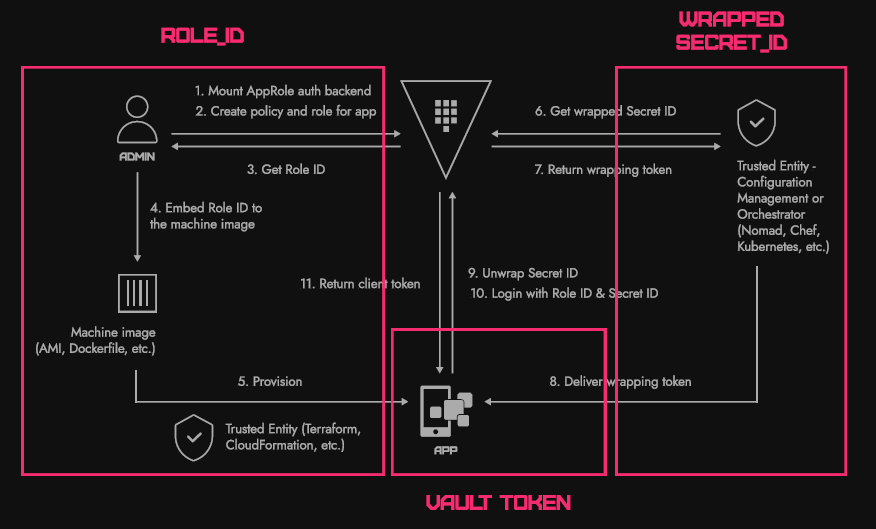 ROLE_ID
WRAPPED
SECRET_ID
1. Mount AppRole auth backend
2. Create policy and role for app
ADMIN
3. Get Role ID
6. Get wrapped Secret ID
7. Return wrapping token
Trusted Entity -
Configuration
Management or
Orchestrator
(Nomad, Chef,
Kubernetes, etc.)
4. Embed Role ID to
the machine image
11. Return client token
9. Unwrap Secret ID
10. Login with Role ID & Secret ID
Machine image
(AMI, Dockerfile, etc.)
5. Provision
8. Deliver wrapping token
Trusted Entity (Terraform,
CloudFormation, etc.)
APP
VAULT TOKEN